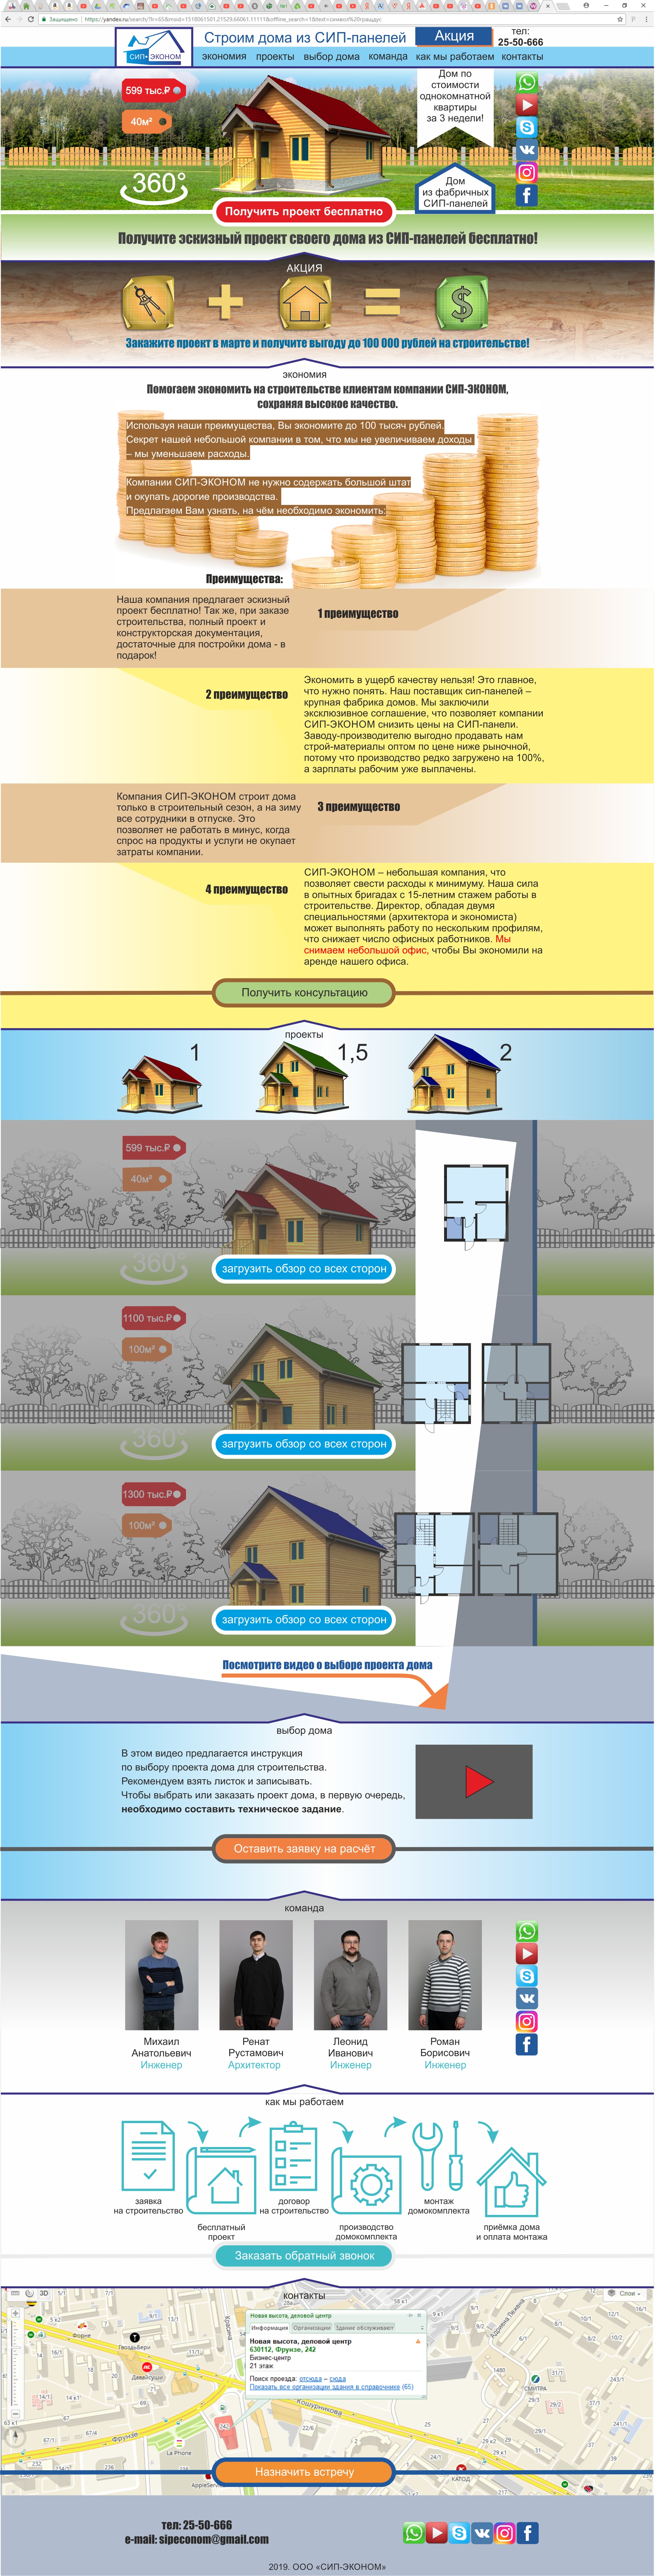 Защищено
Строим дома из СИП-панелей
Акция
тел:
25-50-666
СИП-ЭКОНОМ
экономия проекты выбор дома команда как мы работаем контакты
599 тыс.₽
40м²
360°
Дом по
стоимости
однокомнатной
квартиры
за 3 недели!
Дом
из фабричных
СИП-панелей
Получить проект бесплатно
Получите эскизный проект своего дома из СИП-панелей бесплатно!
АКЦИЯ
Закажите проект в марте и получите выгоду до 100 000 рублей на строительстве!
экономия
Помогаем экономить на строительстве клиентам компании СИП-ЭКОНОМ,
сохраняя высокое качество.
Используя наши преимущества, Вы экономите до 100 тысяч рублей.
Секрет нашей небольшой компании в том, что мы не увеличиваем доходы
– мы уменьшаем расходы.
Компании СИП-ЭКОНОМ не нужно содержать большой штат
и окупать дорогие производства.
Предлагаем Вам узнать, на чём необходимо экономить:
Преимущества:
Наша компания предлагает эскизный
проект бесплатно! Так же, при заказе
строительства, полный проект и
конструкторская документация,
достаточные для постройки дома - в
подарок!
1 преимущество
2 преимущество
Экономить в ущерб качеству нельзя! Это главное,
что нужно понять. Наш поставщик сип-панелей –
крупная фабрика домов. Мы заключили
эксклюзивное соглашение, что позволяет компании
СИП-ЭКОНОМ снизить цены на СИП-панели.
Заводу-производителю выгодно продавать нам
строй-материалы оптом по цене ниже рыночной,
потому что производство редко загружено на 100%,
а зарплаты рабочим уже выплачены.
Компания СИП-ЭКОНОМ строит дома
только в строительный сезон, а на зиму
все сотрудники в отпуске. Это
позволяет не работать в минус, когда
спрос на продукты и услуги не окупает
затраты компании.
3 преимущество
4 преимущество
СИП-ЭКОНОМ – небольшая компания, что
позволяет свести расходы к минимуму. Наша сила
в опытных бригадах с 15-летним стажем работы в
строительстве. Директор, обладая двумя
специальностями (архитектора и экономиста)
может выполнять работу по нескольким профилям,
что снижает число офисных работников. Мы
снимаем небольшой офис, чтобы Вы экономили на
аренде нашего офиса.
Получить консультацию
проекты
1
1,5
2
599 тыс.₽
40м²
360°
загрузить обзор со всех сторон
1100 тыс.₽
100м²
360°
загрузить обзор со всех сторон
1300 тыс.₽
100м²
360°
загрузить обзор со всех сторон
Посмотрите видео о выборе проекта дома
выбор дома
В этом видео предлагается инструкция
по выбору проекта дома для строительства.
Рекомендуем взять листок и записывать.
Чтобы выбрать или заказать проект дома, в первую очередь,
необходимо составить техническое задание.
Оставить заявку на расчёт
команда
Михаил
Анатольевич
Инженер
Ренат
Рустамович
Архитектор
Леонид
Иванович
Инженер
Роман
Борисович
Инженер
как мы работаем
заявка
на строительство
бесплатный
проект
договор
на строительство
производство
домокомплекта
монтаж
домокомплекта
приёмка дома
и оплата монтажа
Заказать обратный звонок
контакты
3D
Слои
Новая высота, деловой центр
Информация Организации Здание обслуживают
Новая высота, деловой центр
630112, Фрунзе, 242
Бизнес-центр
21 этаж
Поиск проезда: отсюда – сюда
Показать все организации здания в справочнике (65)
Форне
ГвоздьБери
Давайгуши
Красина
Кошурникова
Адриена Лежена
Фрунзе
La Phone
СМИТРА
КАТОД
Назначить встречу
тел: 25-50-666
e-mail: sipeconom@gmail.com
2019. ООО «СИП-ЭКОНОМ»